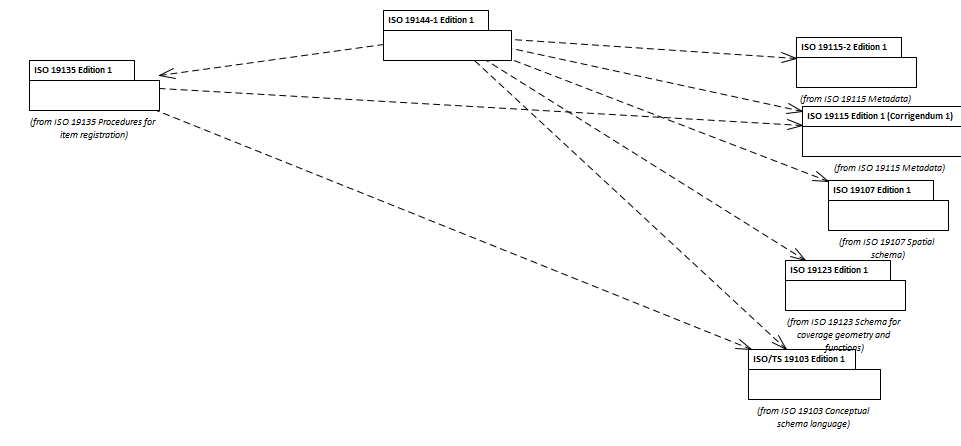 ISO 19144-1 Edition 1
ISO 19115-2 Edition 1
(from ISO 19115 Metadata)
ISO 19135 Edition 1
(from ISO 19135 Procedures for
item registration)
ISO 19115 Edition 1 (Corrigendum 1)
(from ISO 19115 Metadata)
ISO 19107 Edition 1
(from ISO 19107 Spatial
schema)
ISO 19123 Edition 1
(from ISO 19123 Schema for
coverage geometry and
functions)
ISO/TS 19103 Edition 1
(from ISO 19103 Conceptual
schema language)